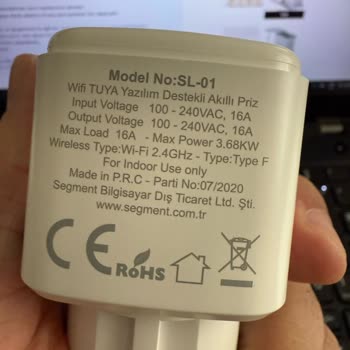 Model No:SL-01
Wifi TUYA Yazılım Destekli Akıllı Priz
Input Voltage 100 - 240VAC, 16A
Output Voltage 100 - 240VAC, 16A
Max Load 16A - Max Power 3.68KW
Wireless Type:Wi-Fi 2.4GHz - Type:Type F
For Indoor Use only
Made in P.R.C - Parti No:07/2020
Segment Bilgisayar Dış Ticaret Ltd. Şti.
www.segment.com.tr
CE RoHS